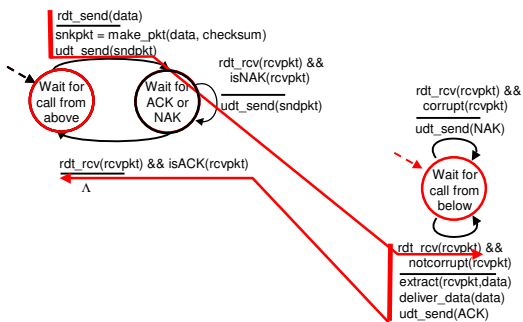 rdt_send(data)
snkpkt = make_pkt(data, checksum)
udt_send(sndpkt)
Wait for
call from
above
Wait for
ACK or
NAK
rdt_rcv(rcvpkt) &&
isNAK(rcvpkt)
udt_send(sndpkt)
rdt_rcv(rcvpkt) && isACK(rcvpkt)
Λ
rdt_rcv(rcvpkt) &&
corrupt(rcvpkt)
udt_send(NAK)
Wait for
call from
below
rdt_rcv(rcvpkt) &&
notcorrupt(rcvpkt)
extract(rcvpkt,data)
deliver_data(data)
udt_send(ACK)